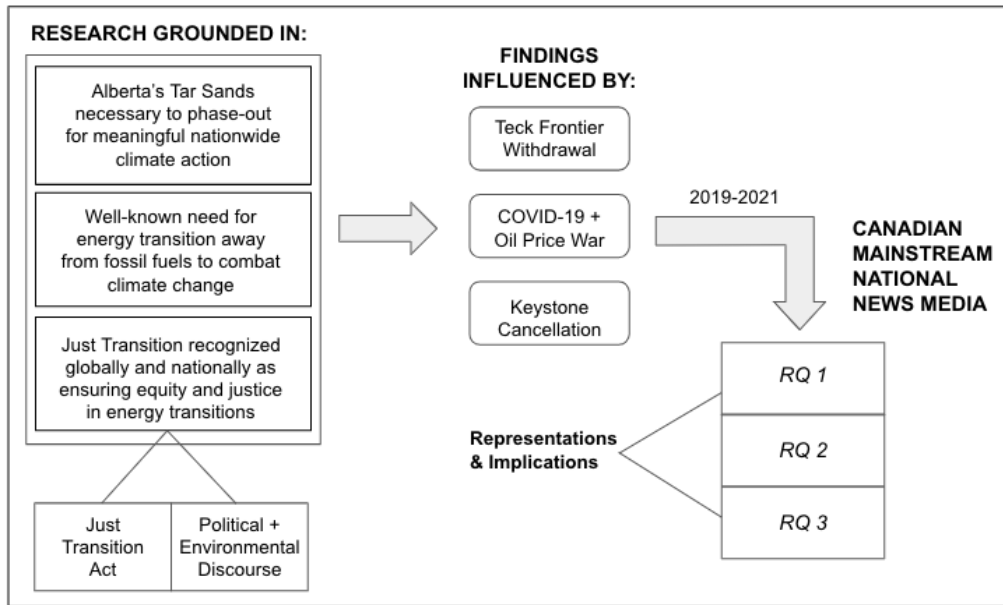 RESEARCH GROUNDED IN:
Alberta's Tar Sands
necessary to phase-out
for meaningful nationwide
climate action
Well-known need for
energy transition away
from fossil fuels to combat
climate change
Just Transition recognized
globally and nationally as
ensuring equity and justice
in energy transitions
Just
Transition
Act
Political +
Environmental
Discourse
FINDINGS
INFLUENCED BY:
Teck Frontier
Withdrawal
COVID-19 +
Oil Price War
Keystone
Cancellation
2019-2021
CANADIAN
MAINSTREAM
NATIONAL
NEWS MEDIA
RQ 1
RQ 2
RQ 3
Representations
& Implications